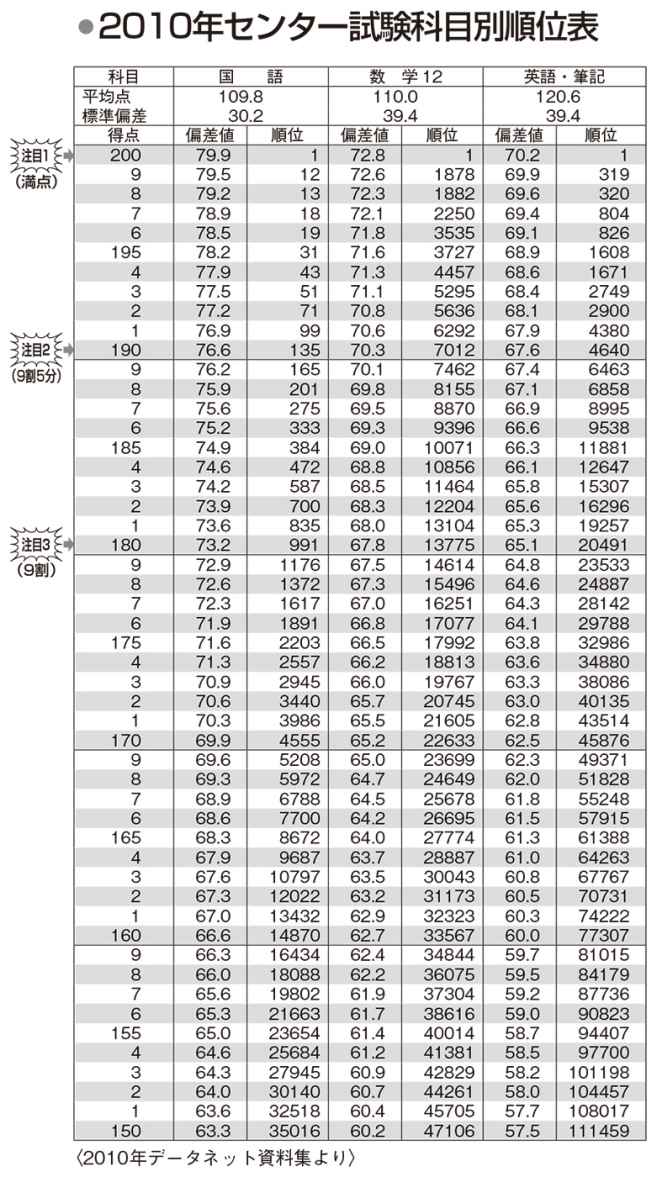 ●2010年センター試験科目別順位表
科目 国 語 数 学12 英語・筆記
平均点 109.8 110.0 120.6
標準偏差 30.2 39.4 39.4
得点 偏差値 順位 偏差値 順位 偏差値 順位
注目1 200 79.9 1 72.8 1 70.2 1
(満点) 9 79.5 12 72.6 1878 69.9 319
8 79.2 13 72.3 1882 69.6 320
7 78.9 18 72.1 2250 69.4 804
6 78.5 19 71.8 3535 69.1 826
195 78.2 31 71.6 3727 68.9 1608
4 77.9 43 71.3 4457 68.6 1671
3 77.5 51 71.1 5295 68.4 2749
2 77.2 71 70.8 5636 68.1 2900
1 76.9 99 70.6 6292 67.9 4380
注目2 190 76.6 135 70.3 7012 67.6 4640
(9割5分) 9 76.2 165 70.1 7462 67.4 6463
8 75.9 201 69.8 8155 67.1 6858
7 75.6 275 69.5 8870 66.9 8995
6 75.2 333 69.3 9396 66.6 9538
185 74.9 384 69.0 10071 66.3 11881
4 74.6 472 68.8 10856 66.1 12647
3 74.2 587 68.5 11464 65.8 15307
2 73.9 700 68.3 12204 65.6 16296
1 73.6 835 68.0 13104 65.3 19257
注目3 180 73.2 991 67.8 13775 65.1 20491
(9割) 9 72.9 1176 67.5 14614 64.8 23533
8 72.6 1372 67.3 15496 64.6 24887
7 72.3 1617 67.0 16251 64.3 28142
6 71.9 1891 66.8 17077 64.1 29788
175 71.6 2203 66.5 17992 63.8 32986
4 71.3 2557 66.2 18813 63.6 34880
3 70.9 2945 66.0 19767 63.3 38086
2 70.6 3440 65.7 20745 63.0 40135
1 70.3 3986 65.5 21605 62.8 43514
170 69.9 4555 65.2 22633 62.5 45876
9 69.6 5208 65.0 23699 62.3 49371
8 69.3 5972 64.7 24649 62.0 51828
7 68.9 6788 64.5 25678 61.8 55248
6 68.6 7700 64.2 26695 61.5 57915
165 68.3 8672 64.0 27774 61.3 61388
4 67.9 9687 63.7 28887 61.0 64263
3 67.6 10797 63.5 30043 60.8 67767
2 67.3 12022 63.2 31173 60.5 70731
1 67.0 13432 62.9 32323 60.3 74222
160 66.6 14870 62.7 33567 60.0 77307
9 66.3 16434 62.4 34844 59.7 81015
8 66.0 18088 62.2 36075 59.5 84179
7 65.6 19802 61.9 37304 59.2 87736
6 65.3 21663 61.7 38616 59.0 90823
155 65.0 23654 61.4 40014 58.7 94407
4 64.6 25684 61.2 41381 58.5 97700
3 64.3 27945 60.9 42829 58.2 101198
2 64.0 30140 60.7 44261 58.0 104457
1 63.6 32518 60.4 45705 57.7 108017
150 63.3 35016 60.2 47106 57.5 111459
〈2010年データネット資料集より〉